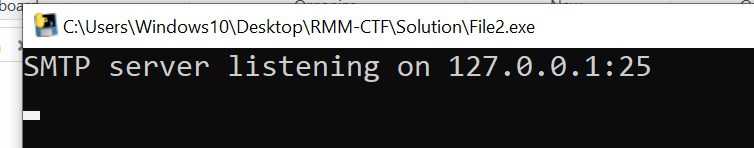 C:\Users\Windows10\Desktop\RMM-CTF\Solution\File2.exe
SMTP server listening on 127.0.0.1:25